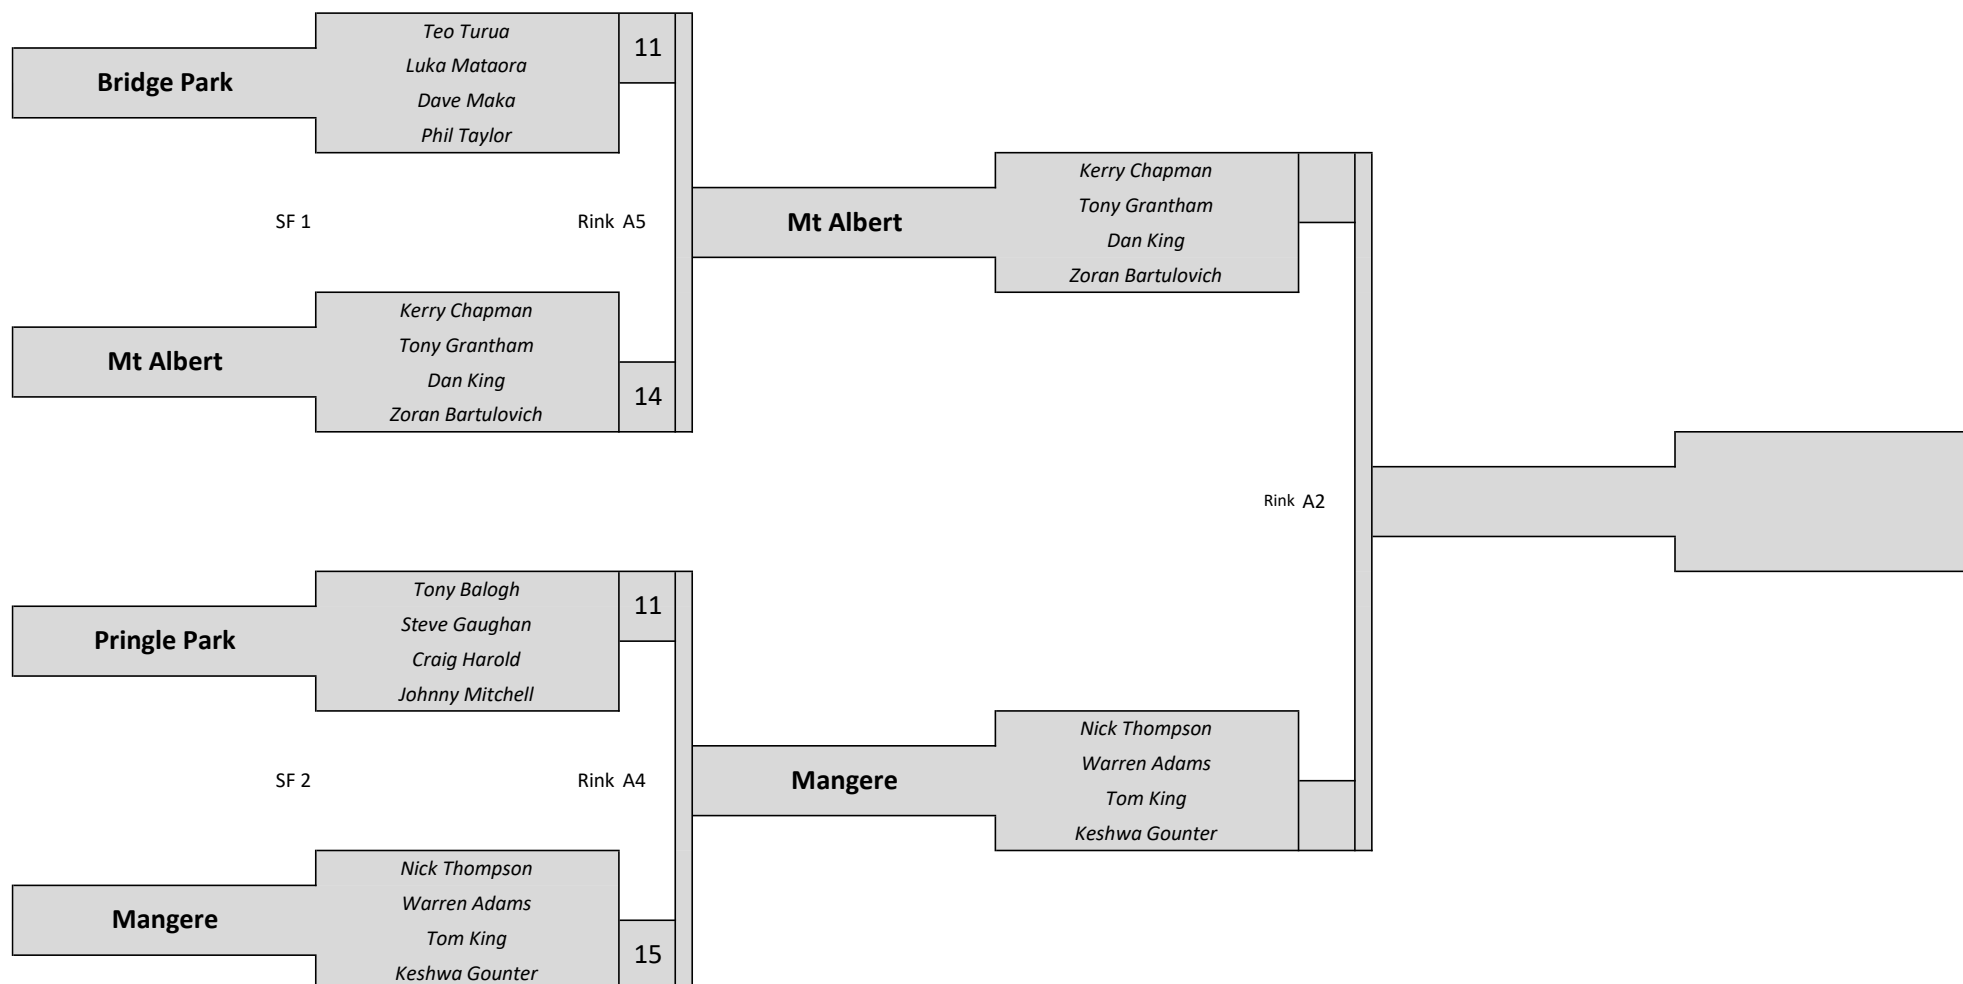 Teo Turua
11
Bridge Park
Luka Mataora
Dave Maka
Phil Taylor
SF 1
Rink A5
Mt Albert
Kerry Chapman
Tony Grantham
Dan King
Zoran Bartulovich
14
Mt Albert
Kerry Chapman
Tony Grantham
Dan King
Zoran Bartulovich
Rink A2
Pringle Park
Tony Balogh
Steve Gaughan
Craig Harold
Johnny Mitchell
11
SF 2
Rink A4
Mangere
Nick Thompson
Warren Adams
Tom King
Keshwa Gounter
15
Mangere
Nick Thompson
Warren Adams
Tom King
Keshwa Gounter